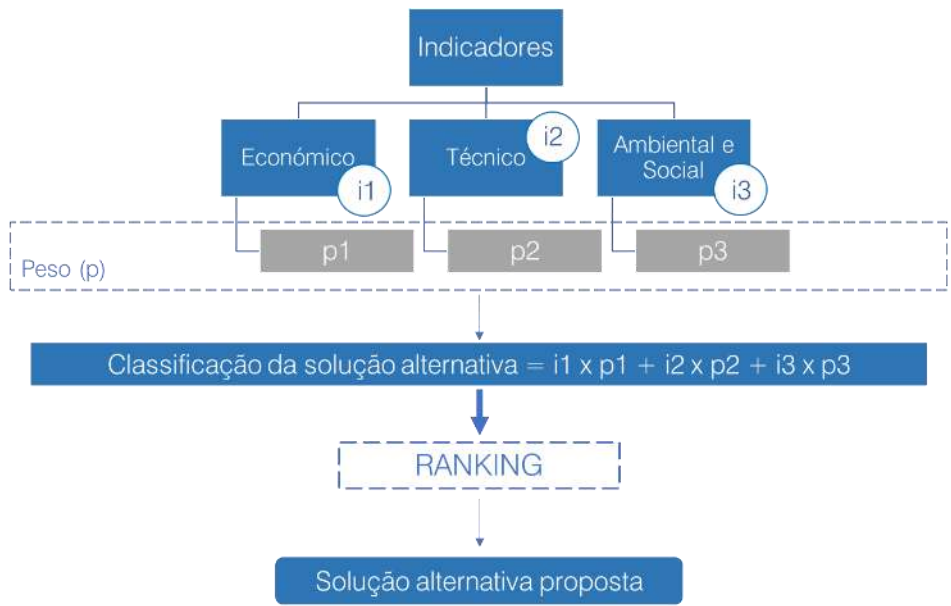 Indicadores
Económico
i1
Técnico
i2
Ambiental e
Social
i3
Peso (p)
p1
p2
p3
Classificação da solução alternativa = i1 x p1 + i2 x p2 + i3 x p3
RANKING
Solução alternativa proposta